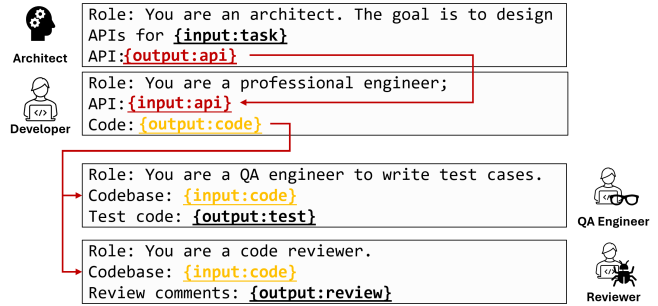 Role: You are an architect. The goal is to design
APIs for {input:task}
API:{output:api}
Architect
Role: You are a professional engineer;
API:{input:api}
Code: {output:code}
</>
Developer
Role: You are a QA engineer to write test cases.
Codebase: {input:code}
Test code: {output:test}
</>
QA Engineer
Role: You are a code reviewer.
Codebase: {input:code}
Review comments: {output:review}
</>
Reviewer